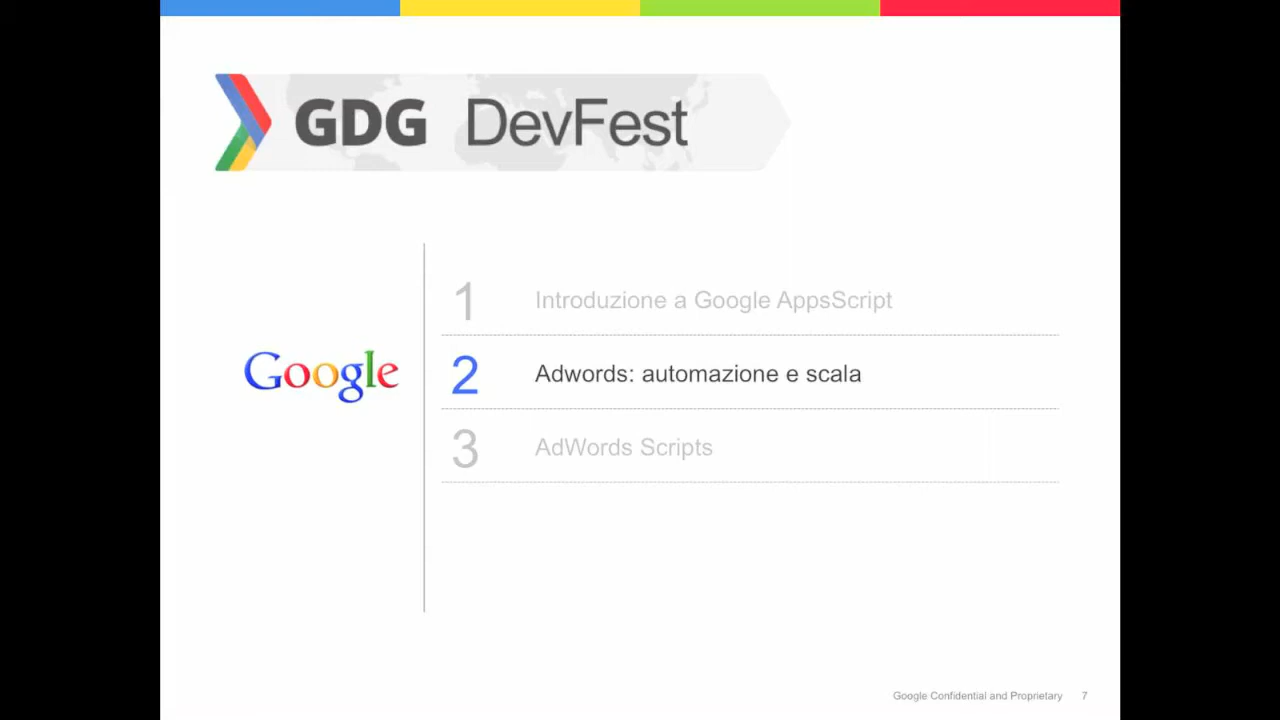 GDG DevFest
Google
1 Introduzione a Google AppsScript
2 Adwords: automazione e scala
3 AdWords Scripts
Google Confidential and Proprietary 7